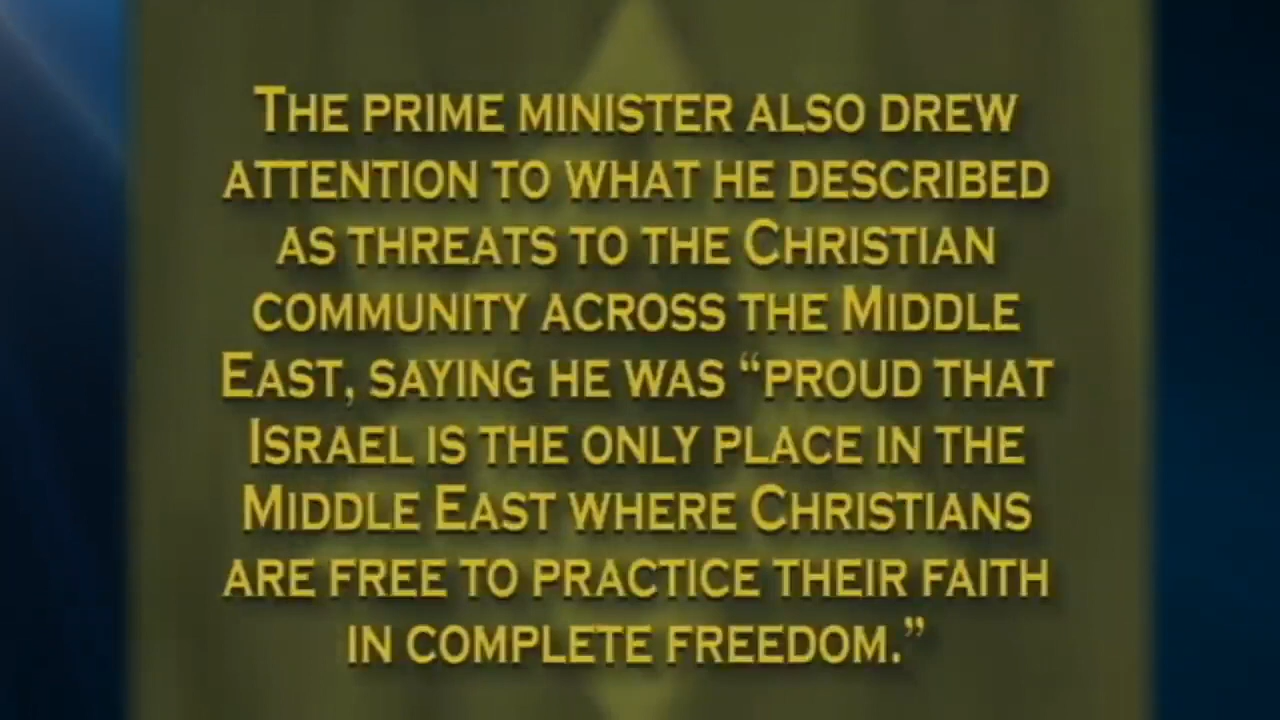 The prime minister also drew
attention to what he described
as threats to the Christian
community across the Middle
East, saying he was “proud that
Israel is the only place in the
Middle East where Christians
are free to practice their faith
in complete freedom.”